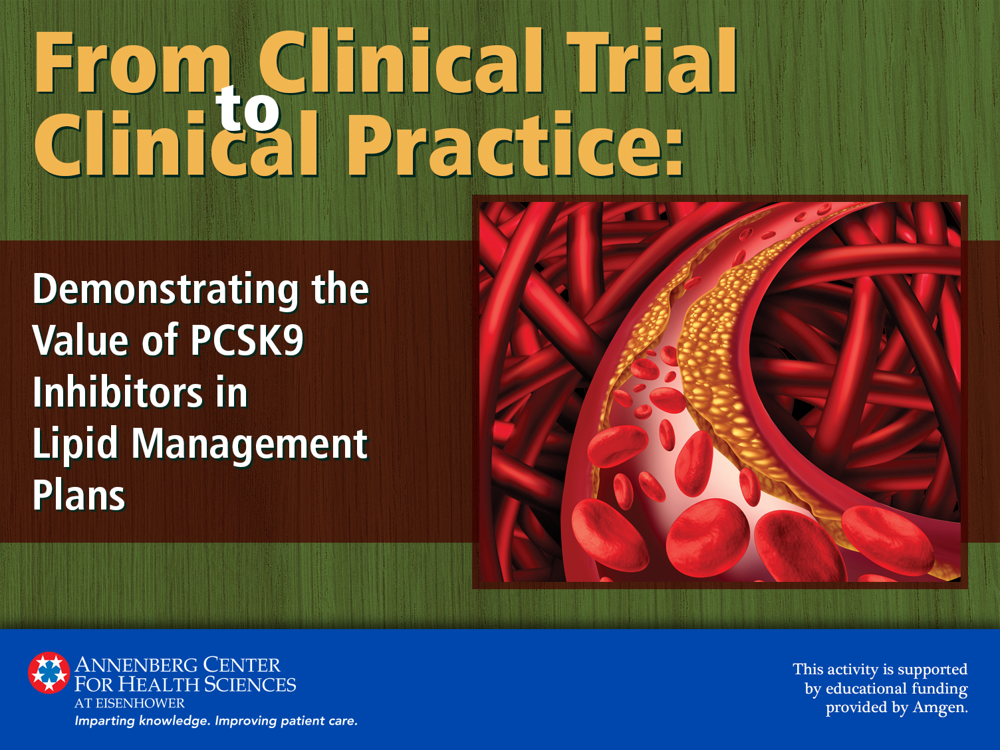 From Clinical Trial
to
Clinical Practice:
Demonstrating the
Value of PCSK9
Inhibitors in
Lipid Management
Plans
ANNENBERG CENTER
FOR HEALTH SCIENCES
AT EISENHOWER
Imparting knowledge. Improving patient care.
This activity is supported
by educational funding
provided by Amgen.